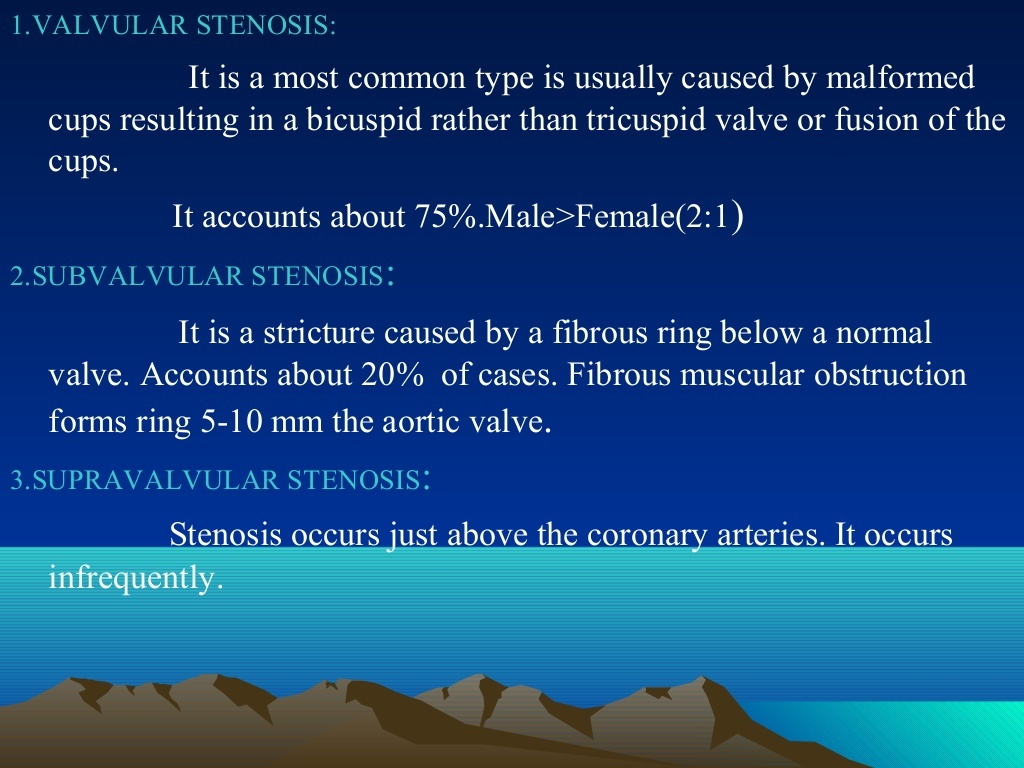 1.VALVULAR STENOSIS:
It is a most common type is usually caused by malformed
cups resulting in a bicuspid rather than tricuspid valve or fusion of the
cups.
It accounts about 75%.Male>Female(2:1)
2.SUBVALVULAR STENOSIS:
It is a stricture caused by a fibrous ring below a normal
valve. Accounts about 20% of cases. Fibrous muscular obstruction
forms ring 5-10 mm the aortic valve.
3.SUPRAVALVULAR STENOSIS:
Stenosis occurs just above the coronary arteries. It occurs
infrequently.